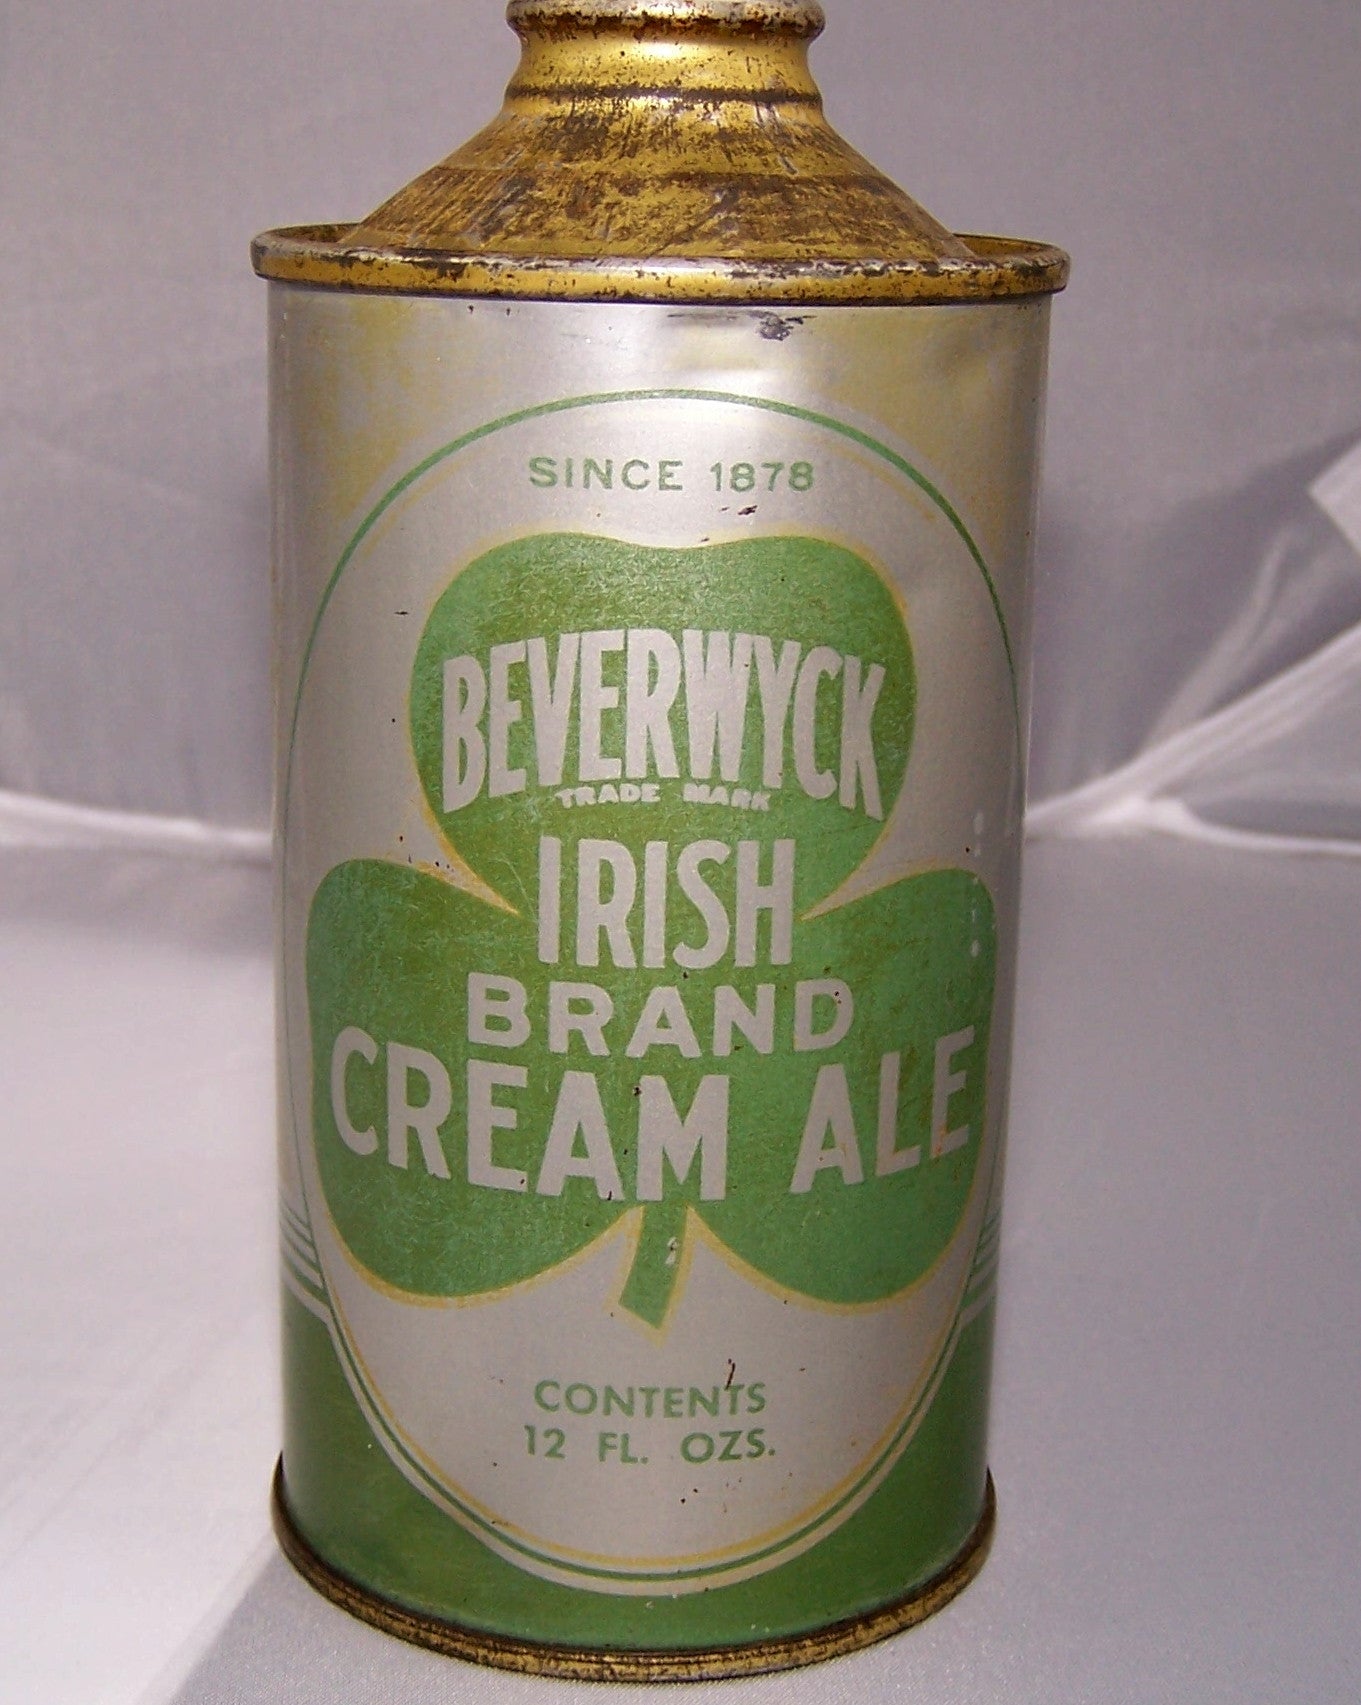 SINCE 1878
BEVERWYCK
TRADE MARK
IRISH
BRAND
CREAM ALE
CONTENTS
12 FL. OZS.